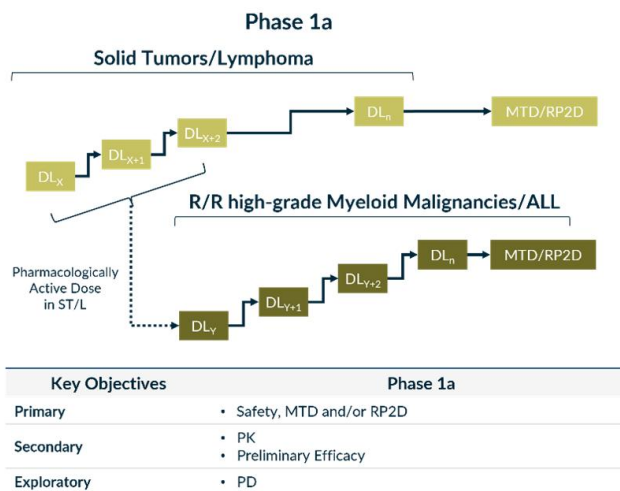 Phase 1a
Solid Tumors/Lymphoma
DLX
DLX+1
DLX+2
DLn
MTD/RP2D
R/R high-grade Myeloid Malignancies/ALL
Pharmacologically
Active Dose
in ST/L
DLY
DLY+1
DLY+2
DLn
MTD/RP2D
Key Objectives Phase 1a
Primary • Safety, MTD and/or RP2D
Secondary • PK
• Preliminary Efficacy
Exploratory • PD